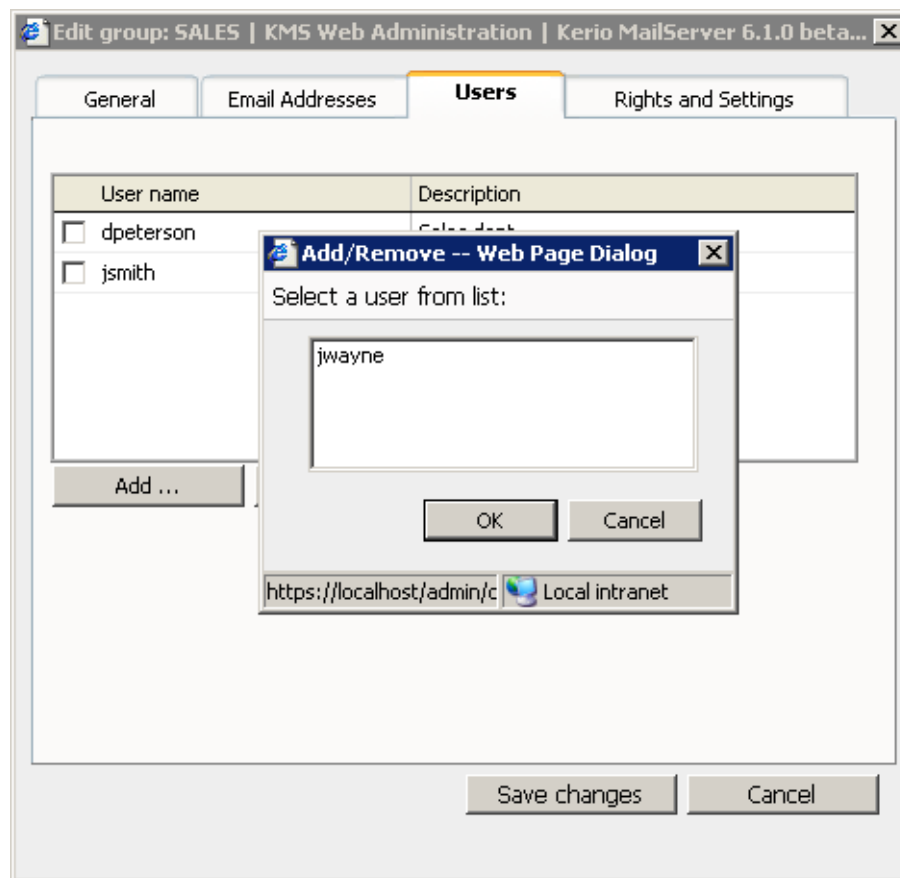 Edit group: SALES | KMS Web Administration | Kerio MailServer 6.1.0 beta...
General Email Addresses Users Rights and Settings
User name Description
dpeterson Sales dept
jsmith
Add/Remove -- Web Page Dialog
Select a user from list:
jwayne
Add ...
OK Cancel
https://localhost/admin/c Local intranet
Save changes Cancel